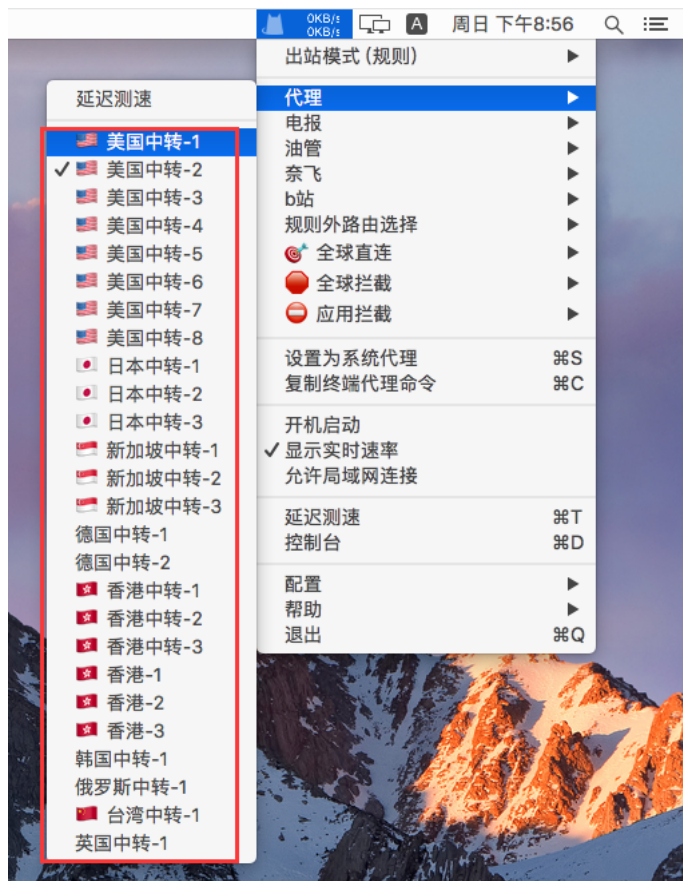 0KB/s
0KB/s
A
周日 下午8:56
出站模式 (规则)
代理
电报
油管
奈飞
b站
规则外路由选择
全球直连
全球拦截
应用拦截
设置为系统代理 ⌘S
复制终端代理命令 ⌘C
开机启动
显示实时速率
允许局域网连接
延迟测速 ⌘T
控制台 ⌘D
配置
帮助
退出 ⌘Q
延迟测速
美国中转-1
美国中转-2
美国中转-3
美国中转-4
美国中转-5
美国中转-6
美国中转-7
美国中转-8
日本中转-1
日本中转-2
日本中转-3
新加坡中转-1
新加坡中转-2
新加坡中转-3
德国中转-1
德国中转-2
香港中转-1
香港中转-2
香港中转-3
香港-1
香港-2
香港-3
韩国中转-1
俄罗斯中转-1
台湾中转-1
英国中转-1